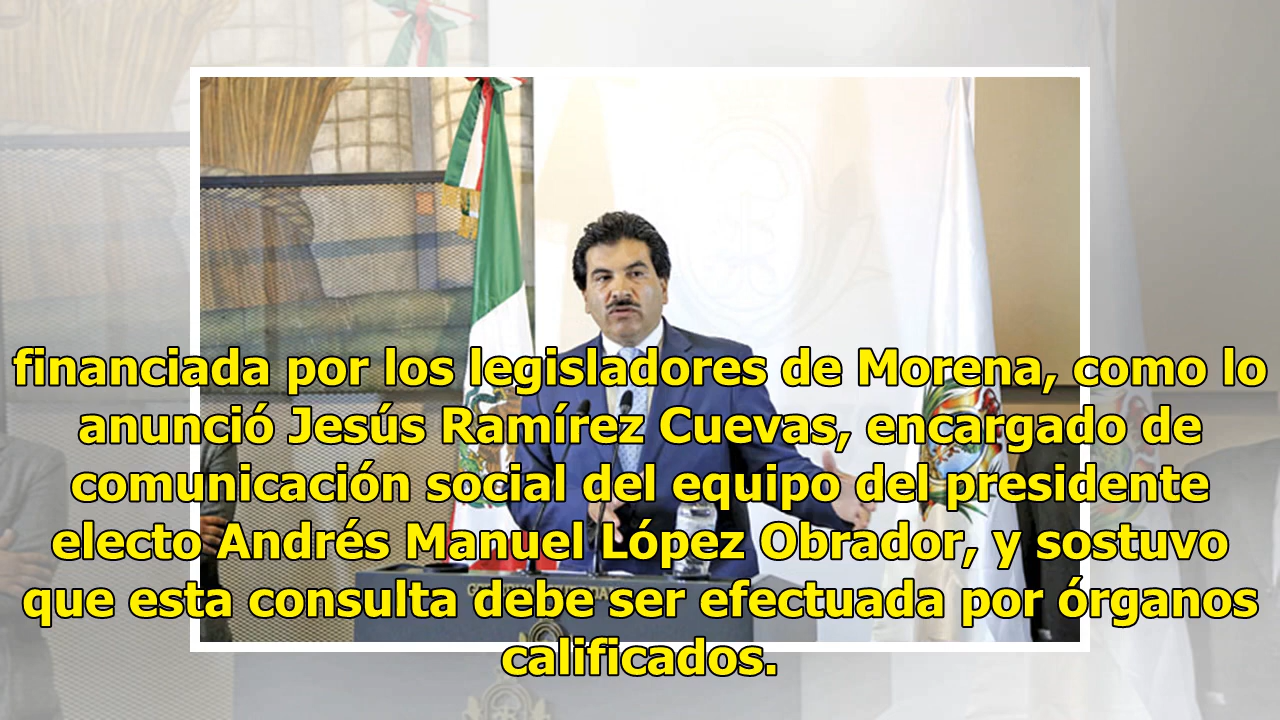 financiada por los legisladores de Morena, como lo
anunció Jesús Ramírez Cuevas, encargado de
comunicación social del equipo del presidente
electo Andrés Manuel López Obrador, y sostuvo
que esta consulta debe ser efectuada por órganos
calificados.